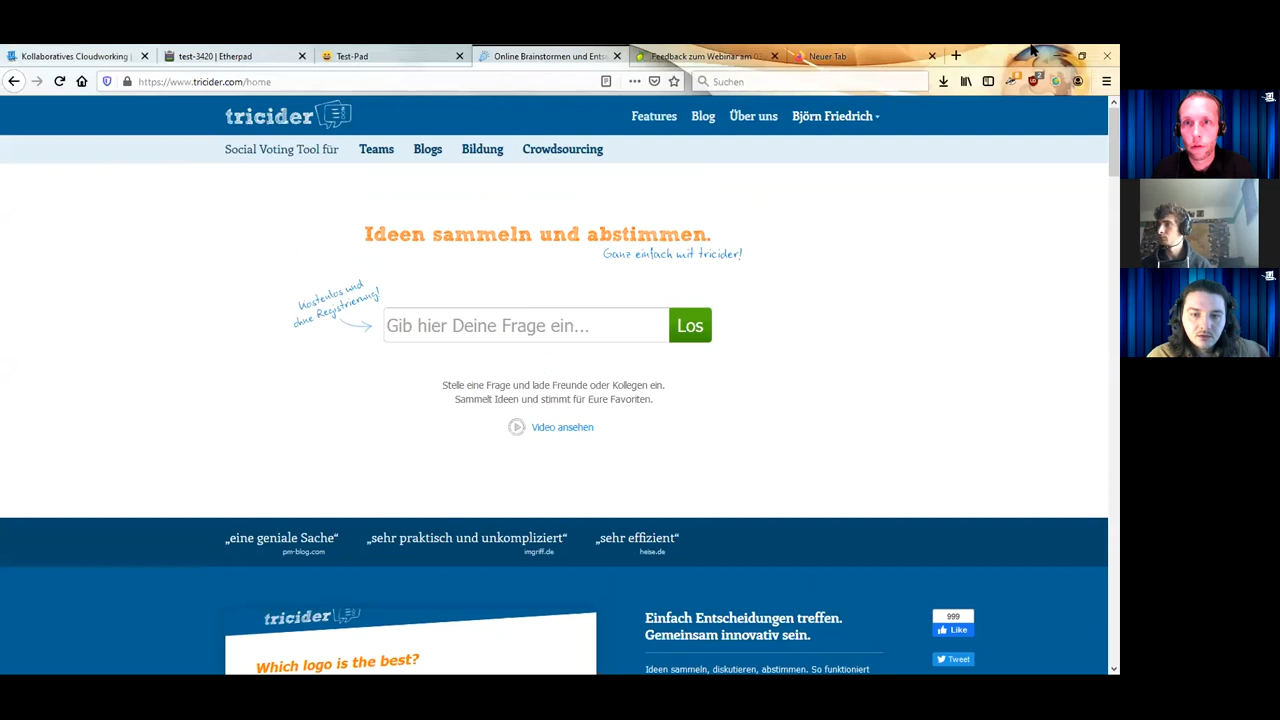 Kollaboratives Cloudworking
test-3420 | Etherpad
Test-Pad
Online Brainstormen und Ents
Feedback zum Webinar am 0
Neuer Tab
https://www.tricider.com/home
Suchen
tricider
Features
Blog
Über uns
Björn Friedrich
Social Voting Tool für
Teams
Blogs
Bildung
Crowdsourcing
Ideen sammeln und abstimmen.
Ganz einfach mit tricider!
Kostenlos und
ohne Registrierung!
Gib hier Deine Frage ein...
Los
Stelle eine Frage und lade Freunde oder Kollegen ein.
Sammelt Ideen und stimmt für Eure Favoriten.
Video ansehen
„eine geniale Sache“
pm-blog.com
„sehr praktisch und unkompliziert“
imgriff.de
„sehr effizient“
heise.de
tricider
Which logo is the best?
Einfach Entscheidungen treffen.
Gemeinsam innovativ sein.
Ideen sammeln, diskutieren, abstimmen. So funktioniert
999
Like
Tweet